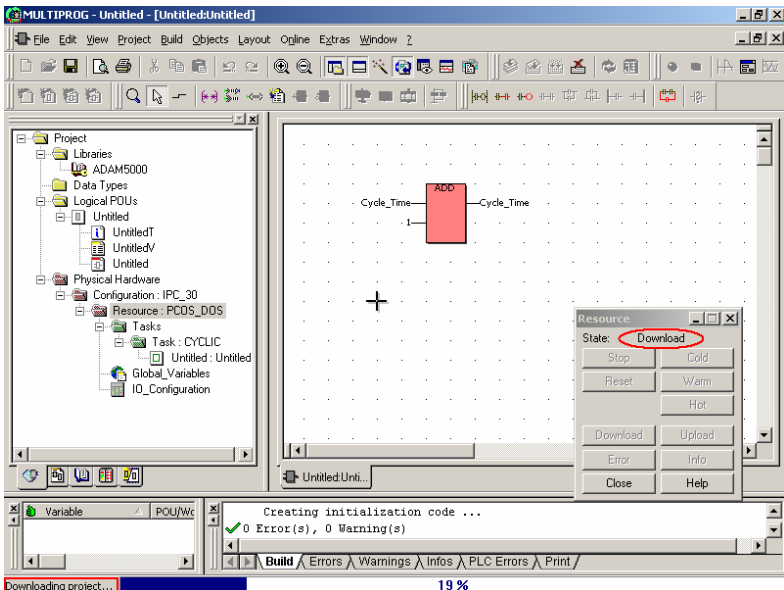 MULTIPROG - Untitled - [Untitled:Untitled]
File Edit View Project Build Objects Layout Online Extras Window ?
Project
Libraries
ADAM5000
Data Types
Logical POUs
Untitled
UntitledT
UntitledV
Untitled
Physical Hardware
Configuration : IPC_30
Resource : PCOS_DOS
Tasks
Task : CYCLIC
Untitled : Untitled
Global_Variables
IO_Configuration
ADD
Cycle_Time
Cycle_Time
1
Untitled:Unti...
Resource
State: Download
Stop Cold
Reset Warm
Hot
Download Upload
Error Info
Close Help
Variable POU/Wo
Creating initialization code ...
0 Error(s), 0 Warning(s)
Build Errors Warnings Infos PLC Errors Print
Downloading project... 19 %